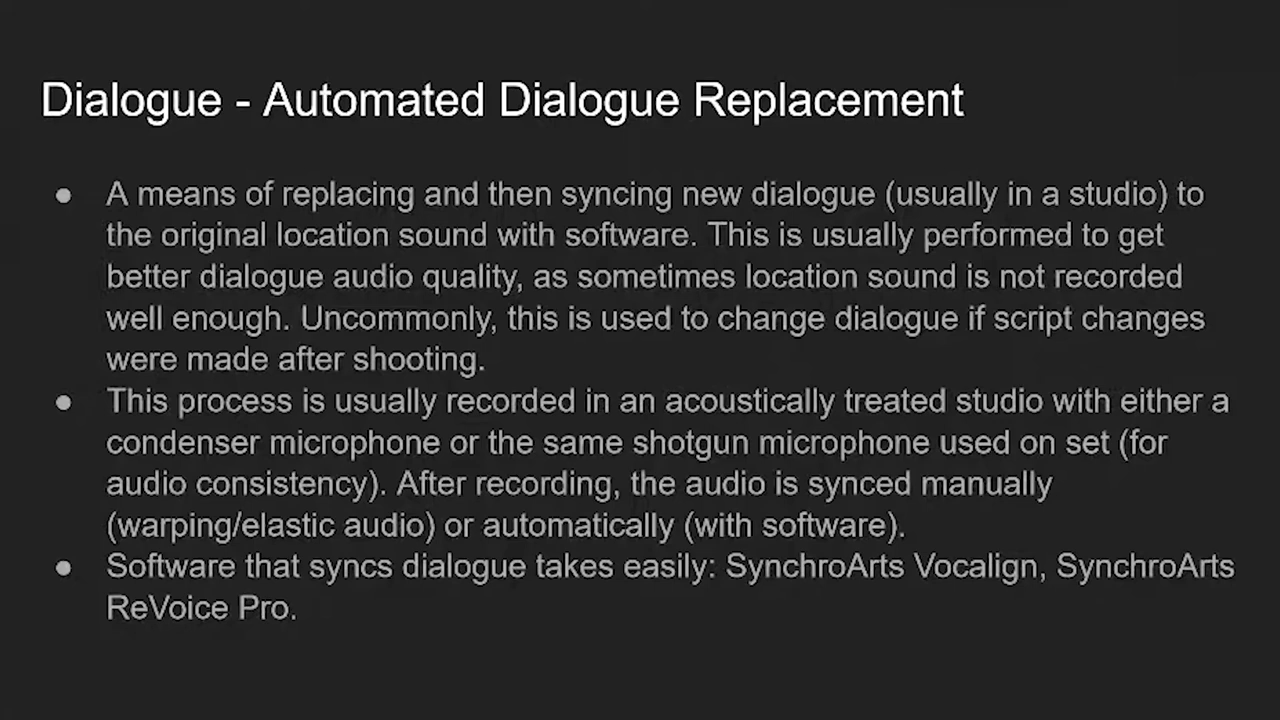 Dialogue - Automated Dialogue Replacement
● A means of replacing and then syncing new dialogue (usually in a studio) to
the original location sound with software. This is usually performed to get
better dialogue audio quality, as sometimes location sound is not recorded
well enough. Uncommonly, this is used to change dialogue if script changes
were made after shooting.
● This process is usually recorded in an acoustically treated studio with either a
condenser microphone or the same shotgun microphone used on set (for
audio consistency). After recording, the audio is synced manually
(warping/elastic audio) or automatically (with software).
● Software that syncs dialogue takes easily: SynchroArts Vocalign, SynchroArts
ReVoice Pro.